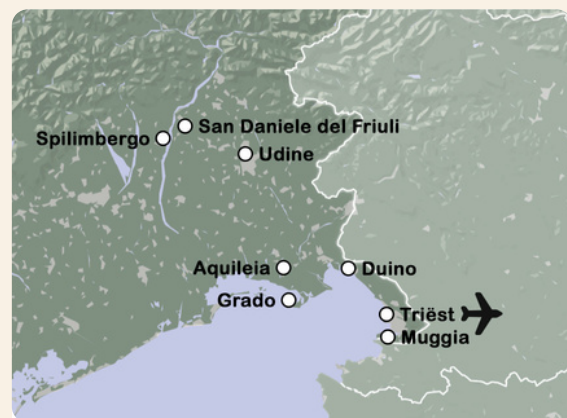 San Daniele del Friuli
Spilimbergo
Udine
Aquileia
Duino
Grado
Triëst
Muggia